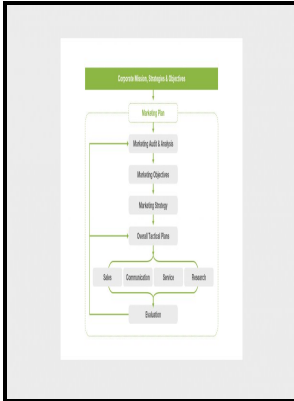 Corporate Mission, Strategies & Objectives
Marketing Plan
Marketing Audit & Analysis
Marketing Objectives
Marketing Strategy
Overall Tactical Plans
Sales
Communication
Service
Research
Evaluation